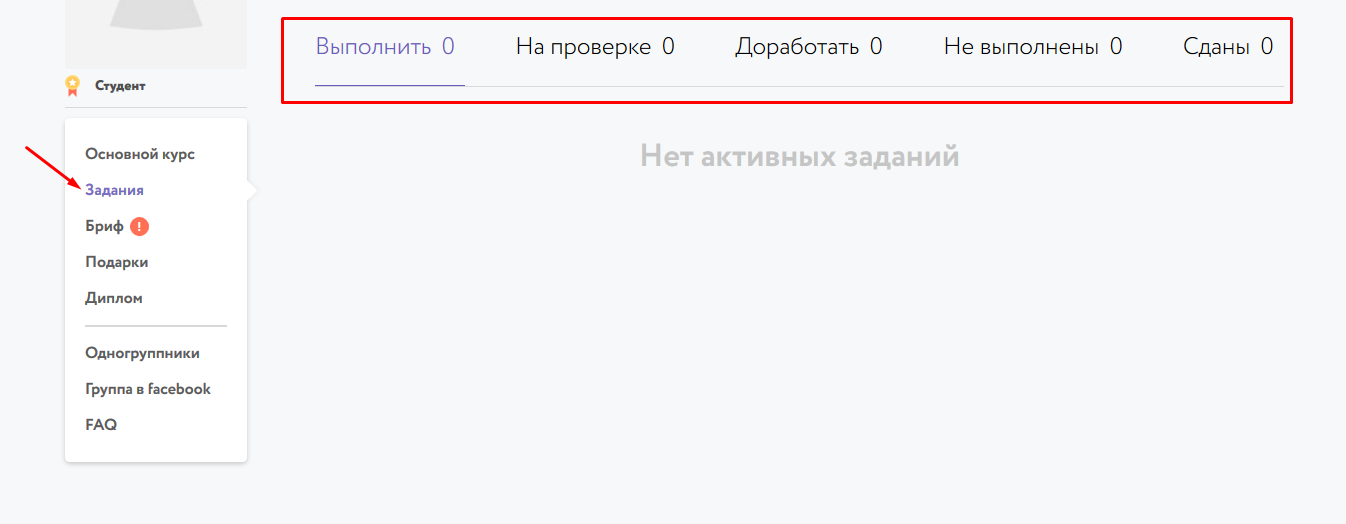 Выполнить 0 На проверке 0 Доработать 0 Не выполнены 0 Сданы 0
Студент
Нет активных заданий
Основной курс
Задания
Бриф !
Подарки
Диплом
Одногруппники
Группа в facebook
FAQ